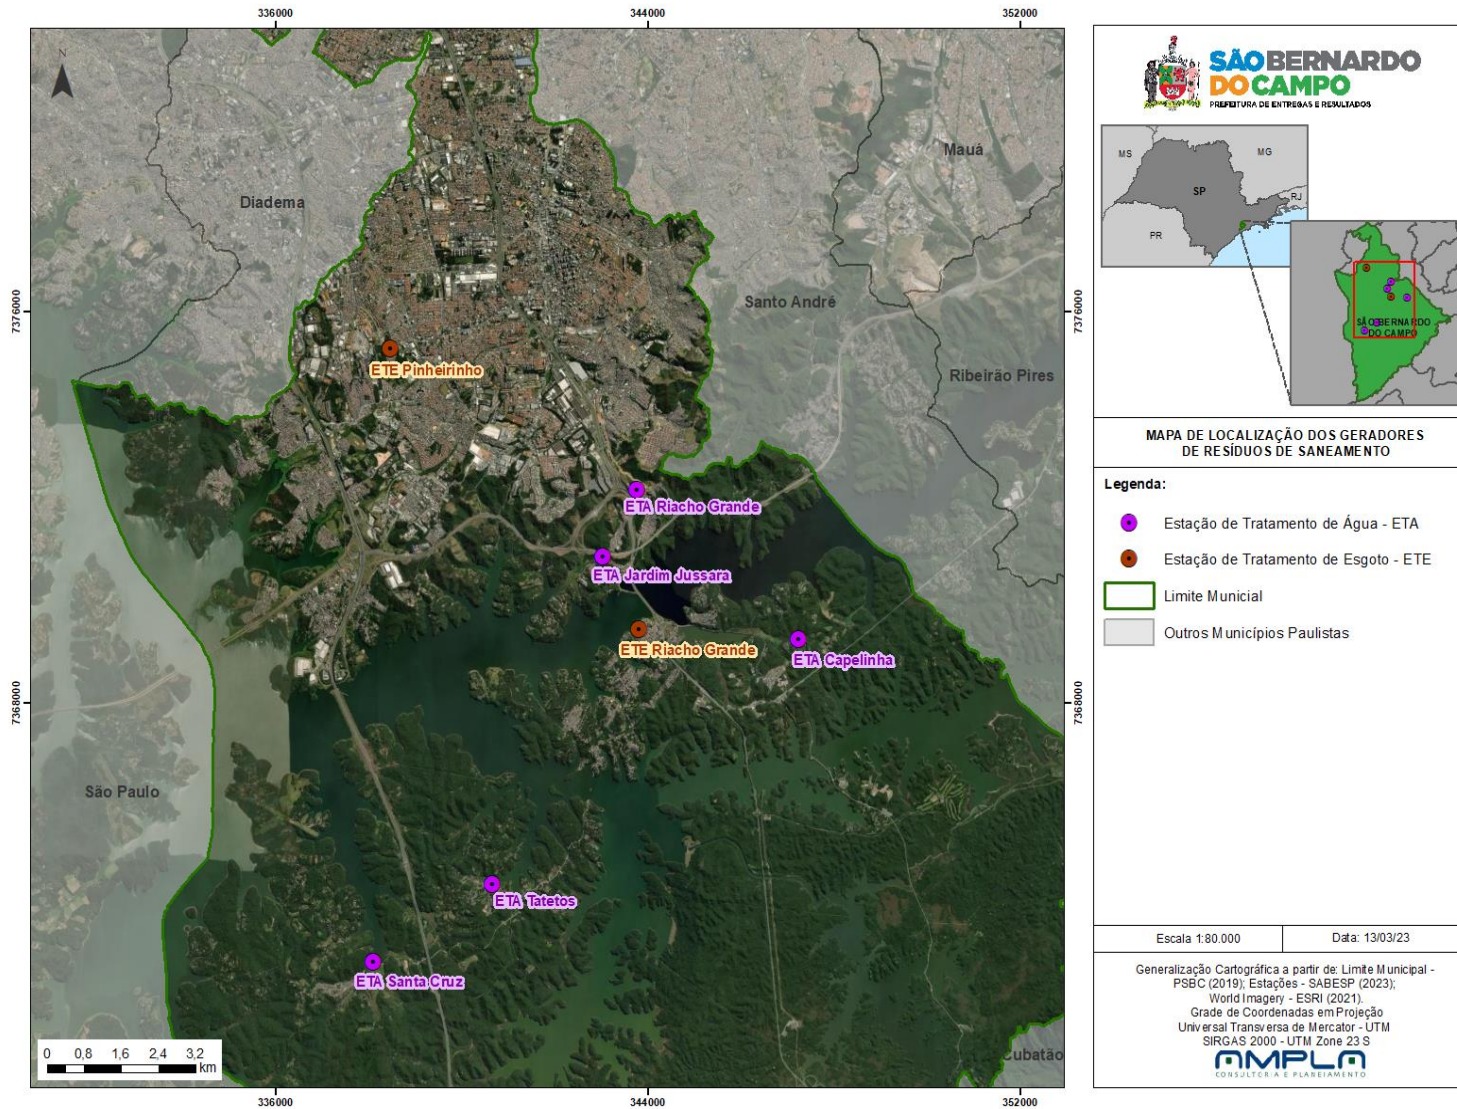 336000
344000
352000
N
Mauá
Diadema
Santo André
7376000
7376000
ETE Pinheirinho
Ribeirão Pires
ETA Riacho Grande
ETA Jardim Jussara
ETE Riacho Grande
ETA Capelinha
7368000
7368000
São Paulo
ETA Tatetos
ETA Santa Cruz
0 0,8 1,6 2,4 3,2
km
Cubatão
336000
344000
352000
SÃO BERNARDO
DO CAMPO
PREFEITURA DE ENTREGAS E RESULTADOS
MS
MG
SP
RJ
PR
SÃO BERNARDO
DO CAMPO
MAPA DE LOCALIZAÇÃO DOS GERADORES
DE RESÍDUOS DE SANEAMENTO
Legenda:
Estação de Tratamento de Água - ETA
Estação de Tratamento de Esgoto - ETE
Limite Municial
Outros Municípios Paulistas
Escala 1:80.000
Data: 13/03/23
Generalização Cartográfica a partir de: Limite Municipal -
PSBC (2019); Estações - SABESP (2023);
World Imagery - ESRI (2021).
Grade de Coordenadas em Projeção
Universal Transversa de Mercator - UTM
SIRGAS 2000 - UTM Zone 23 S
AMPLA
CONSULTORIA E PLANEJAMENTO